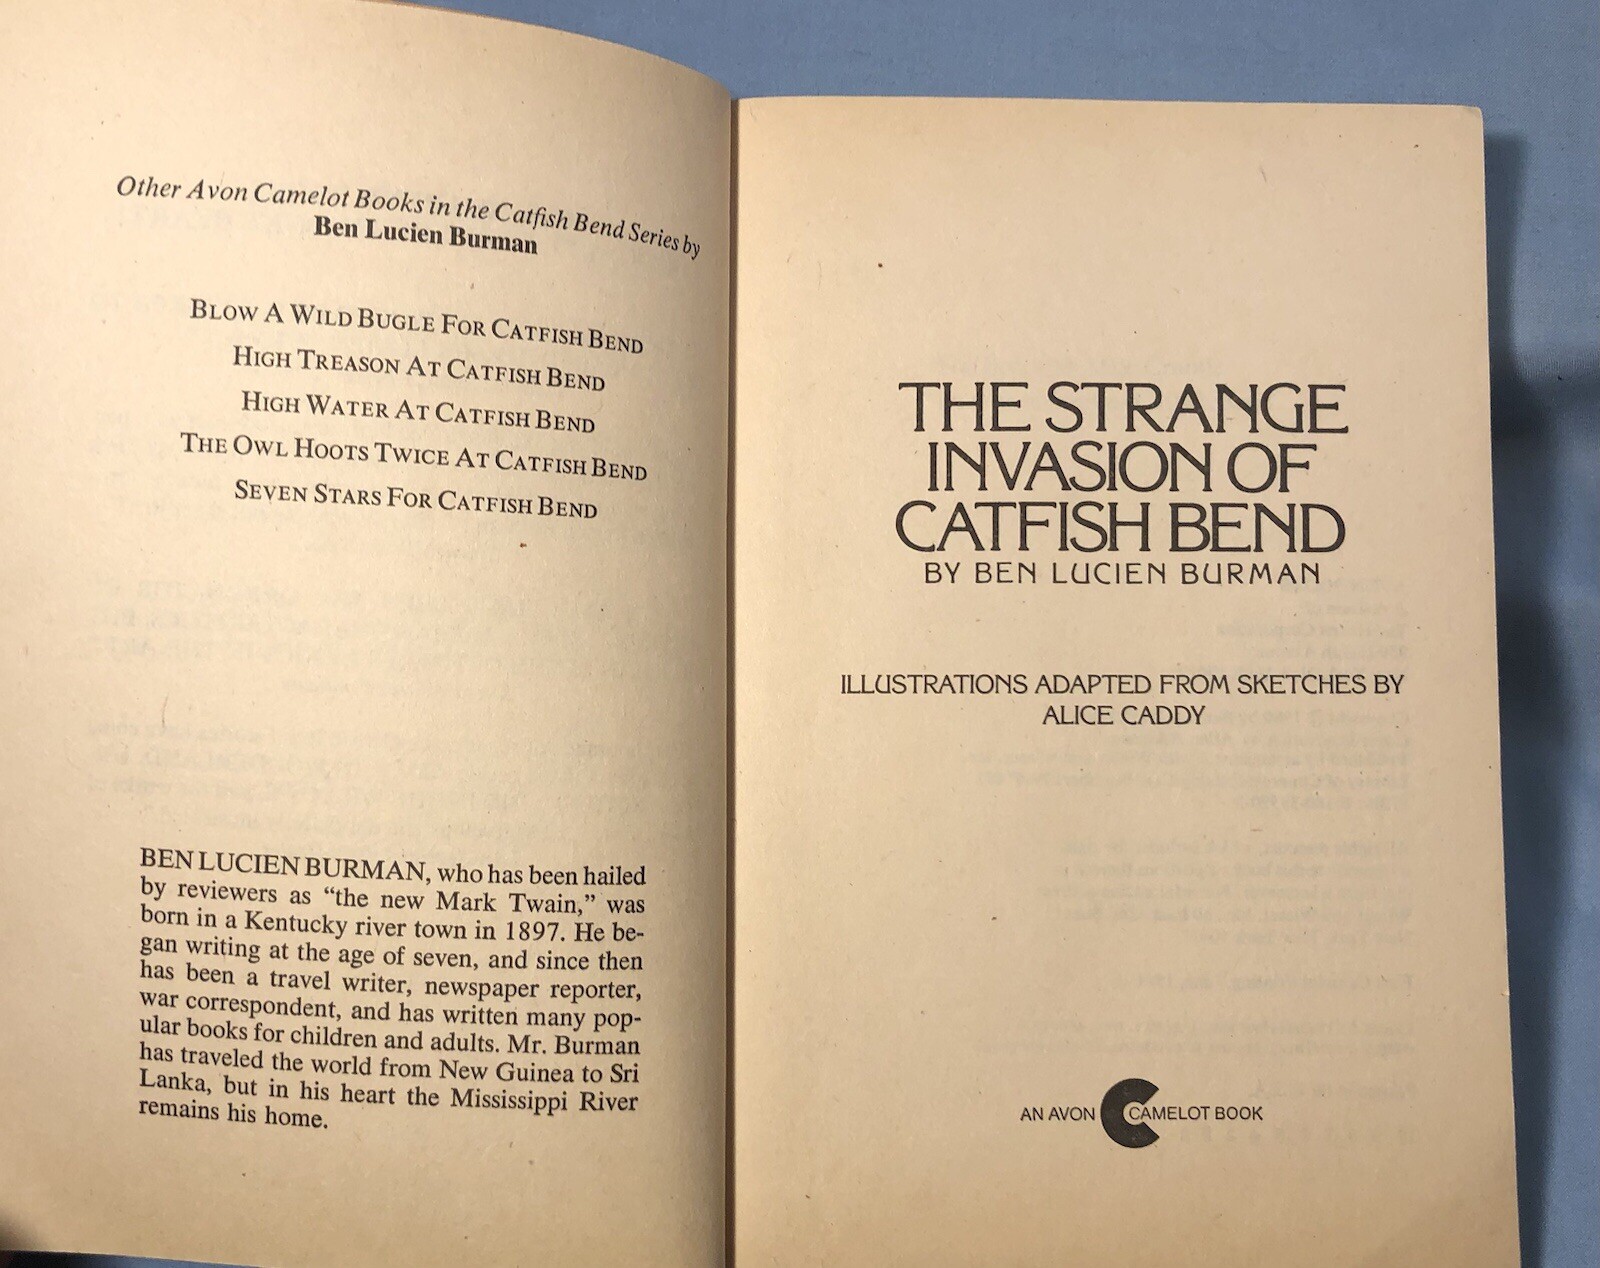 Other Avon Camelot Books in the Catfish Bend Series by
Ben Lucien Burman
BLOW A WILD BUGLE FOR CATFISH BEND
HIGH TREASON AT CATFISH BEND
HIGH WATER AT CATFISH BEND
THE OWL HOOTS TWICE AT CATFISH BEND
SEVEN STARS FOR CATFISH BEND
BEN LUCIEN BURMAN, who has been hailed
by reviewers as “the new Mark Twain,” was
born in a Kentucky river town in 1897. He be-
gan writing at the age of seven, and since then
has been a travel writer, newspaper reporter,
war correspondent, and has written many pop-
ular books for children and adults. Mr. Burman
has traveled the world from New Guinea to Sri
Lanka, but in his heart the Mississippi River
remains his home.
THE STRANGE
INVASION OF
CATFISH BEND
BY BEN LUCIEN BURMAN
ILLUSTRATIONS ADAPTED FROM SKETCHES BY
ALICE CADDY
AN AVON CAMELOT BOOK